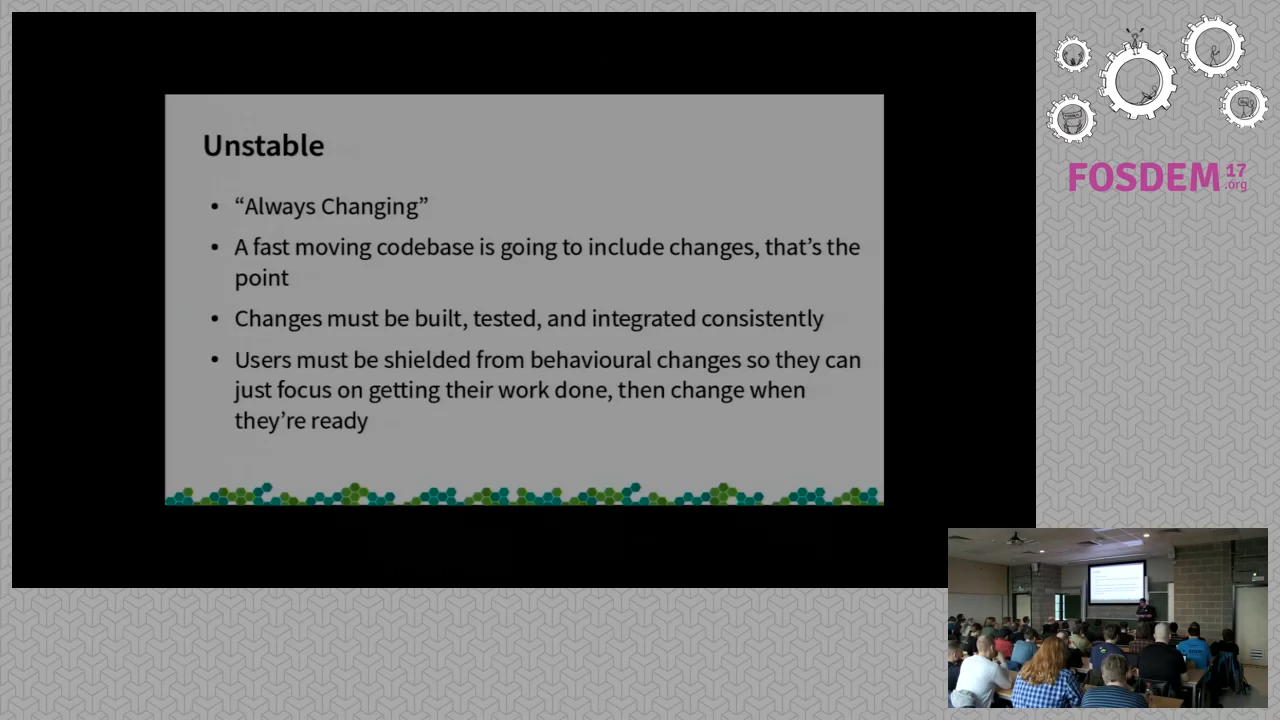 Unstable
• “Always Changing”
• A fast moving codebase is going to include changes, that’s the
point
• Changes must be built, tested, and integrated consistently
• Users must be shielded from behavioural changes so they can
just focus on getting their work done, then change when
they’re ready
FOSDEM 17
.org